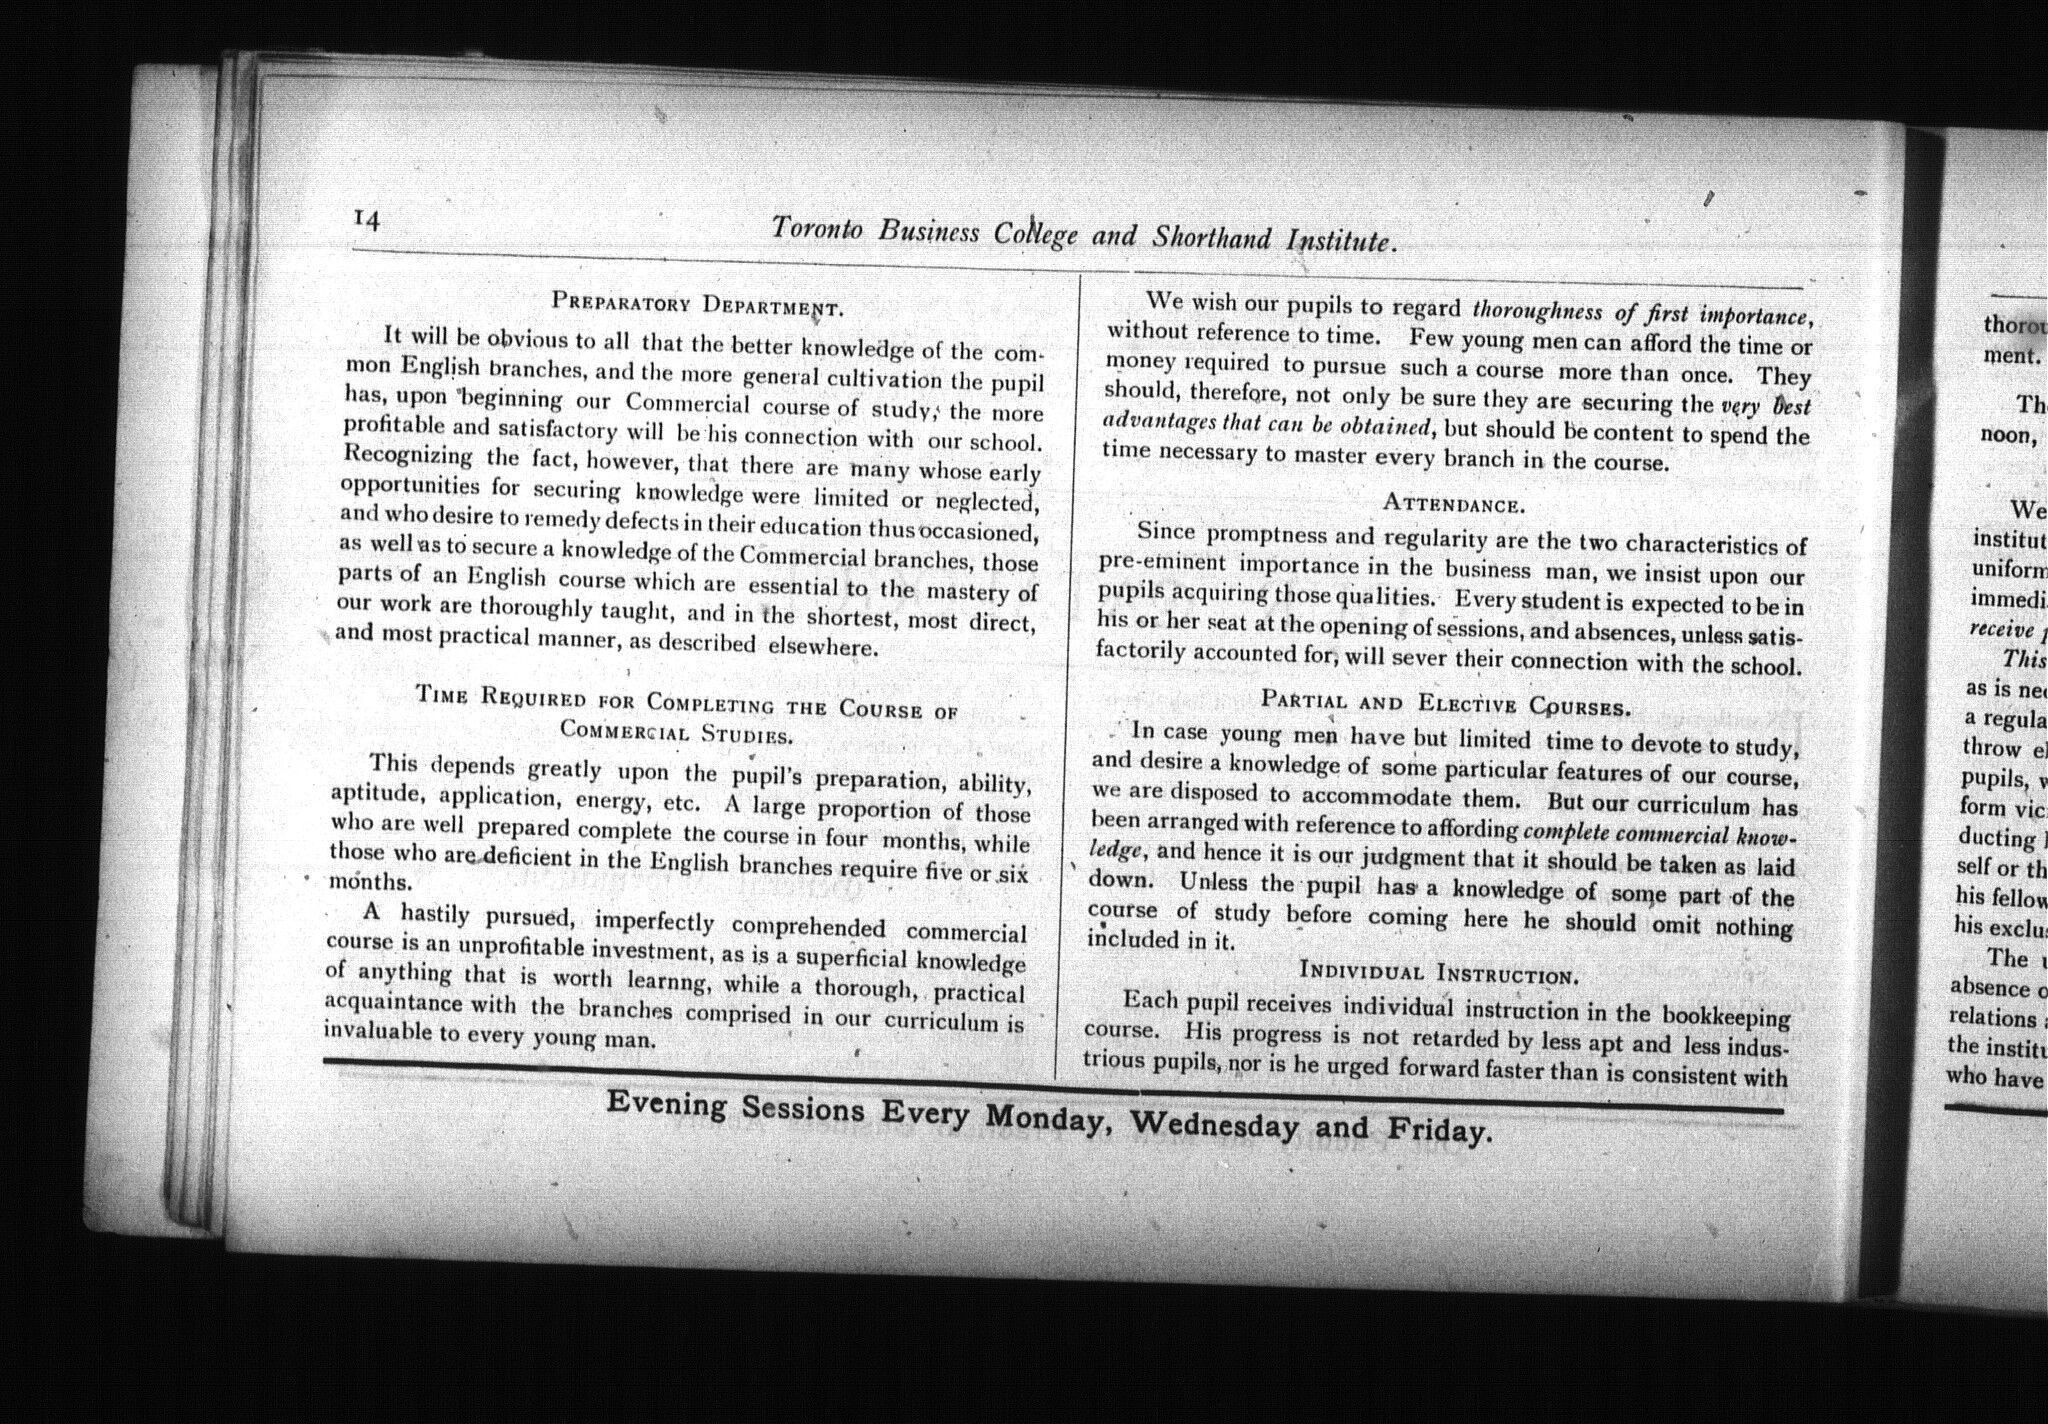 14
Toronto Business College and Shorthand Institute.
PREPARATORY DEPARTMENT.
It will be obvious to all that the better knowledge of the com-
mon English branches, and the more general cultivation the pupil
has, upon beginning our Commercial course of study, the more
profitable and satisfactory will be his connection with our school.
Recognizing the fact, however, that there are many whose early
opportunities for securing knowledge were limited or neglected,
and who desire to remedy defects in their education thus occasioned,
as well as to secure a knowledge of the Commercial branches, those
parts of an English course which are essential to the mastery of
our work are thoroughly taught, and in the shortest, most direct,
and most practical manner, as described elsewhere.
TIME REQUIRED FOR COMPLETING THE COURSE OF
COMMERCIAL STUDIES.
This depends greatly upon the pupil's preparation, ability,
aptitude, application, energy, etc. A large proportion of those
who are well prepared complete the course in four months, while
those who are deficient in the English branches require five or six
months.
A hastily pursued, imperfectly comprehended commercial
course is an unprofitable investment, as is a superficial knowledge
of anything that is worth learnng, while a thorough, practical
acquaintance with the branches comprised in our curriculum is
invaluable to every young man.
We wish our pupils to regard thoroughness of first importance,
without reference to time. Few young men can afford the time or
money required to pursue such a course more than once. They
should, therefore, not only be sure they are securing the very best
advantages that can be obtained, but should be content to spend the
time necessary to master every branch in the course.
ATTENDANCE.
Since promptness and regularity are the two characteristics of
pre-eminent importance in the business man, we insist upon our
pupils acquiring those qualities. Every student is expected to be in
his or her seat at the opening of sessions, and absences, unless satis-
factorily accounted for, will sever their connection with the school.
PARTIAL AND ELECTIVE COURSES.
In case young men have but limited time to devote to study,
and desire a knowledge of some particular features of our course,
we are disposed to accommodate them. But our curriculum has
been arranged with reference to affording complete commercial know-
ledge, and hence it is our judgment that it should be taken as laid
down. Unless the pupil has a knowledge of some part of the
course of study before coming here he should omit nothing
included in it.
INDIVIDUAL INSTRUCTION.
Each pupil receives individual instruction in the bookkeeping
course. His progress is not retarded by less apt and less indus-
trious pupils, nor is he urged forward faster than is consistent with
Evening Sessions Every Monday, Wednesday and Friday.
ment.
noon,
We
receive
This
as is
a
throw
pupils,
form
ducting
self or
his fellow
his
The
absence
relations
the
who have